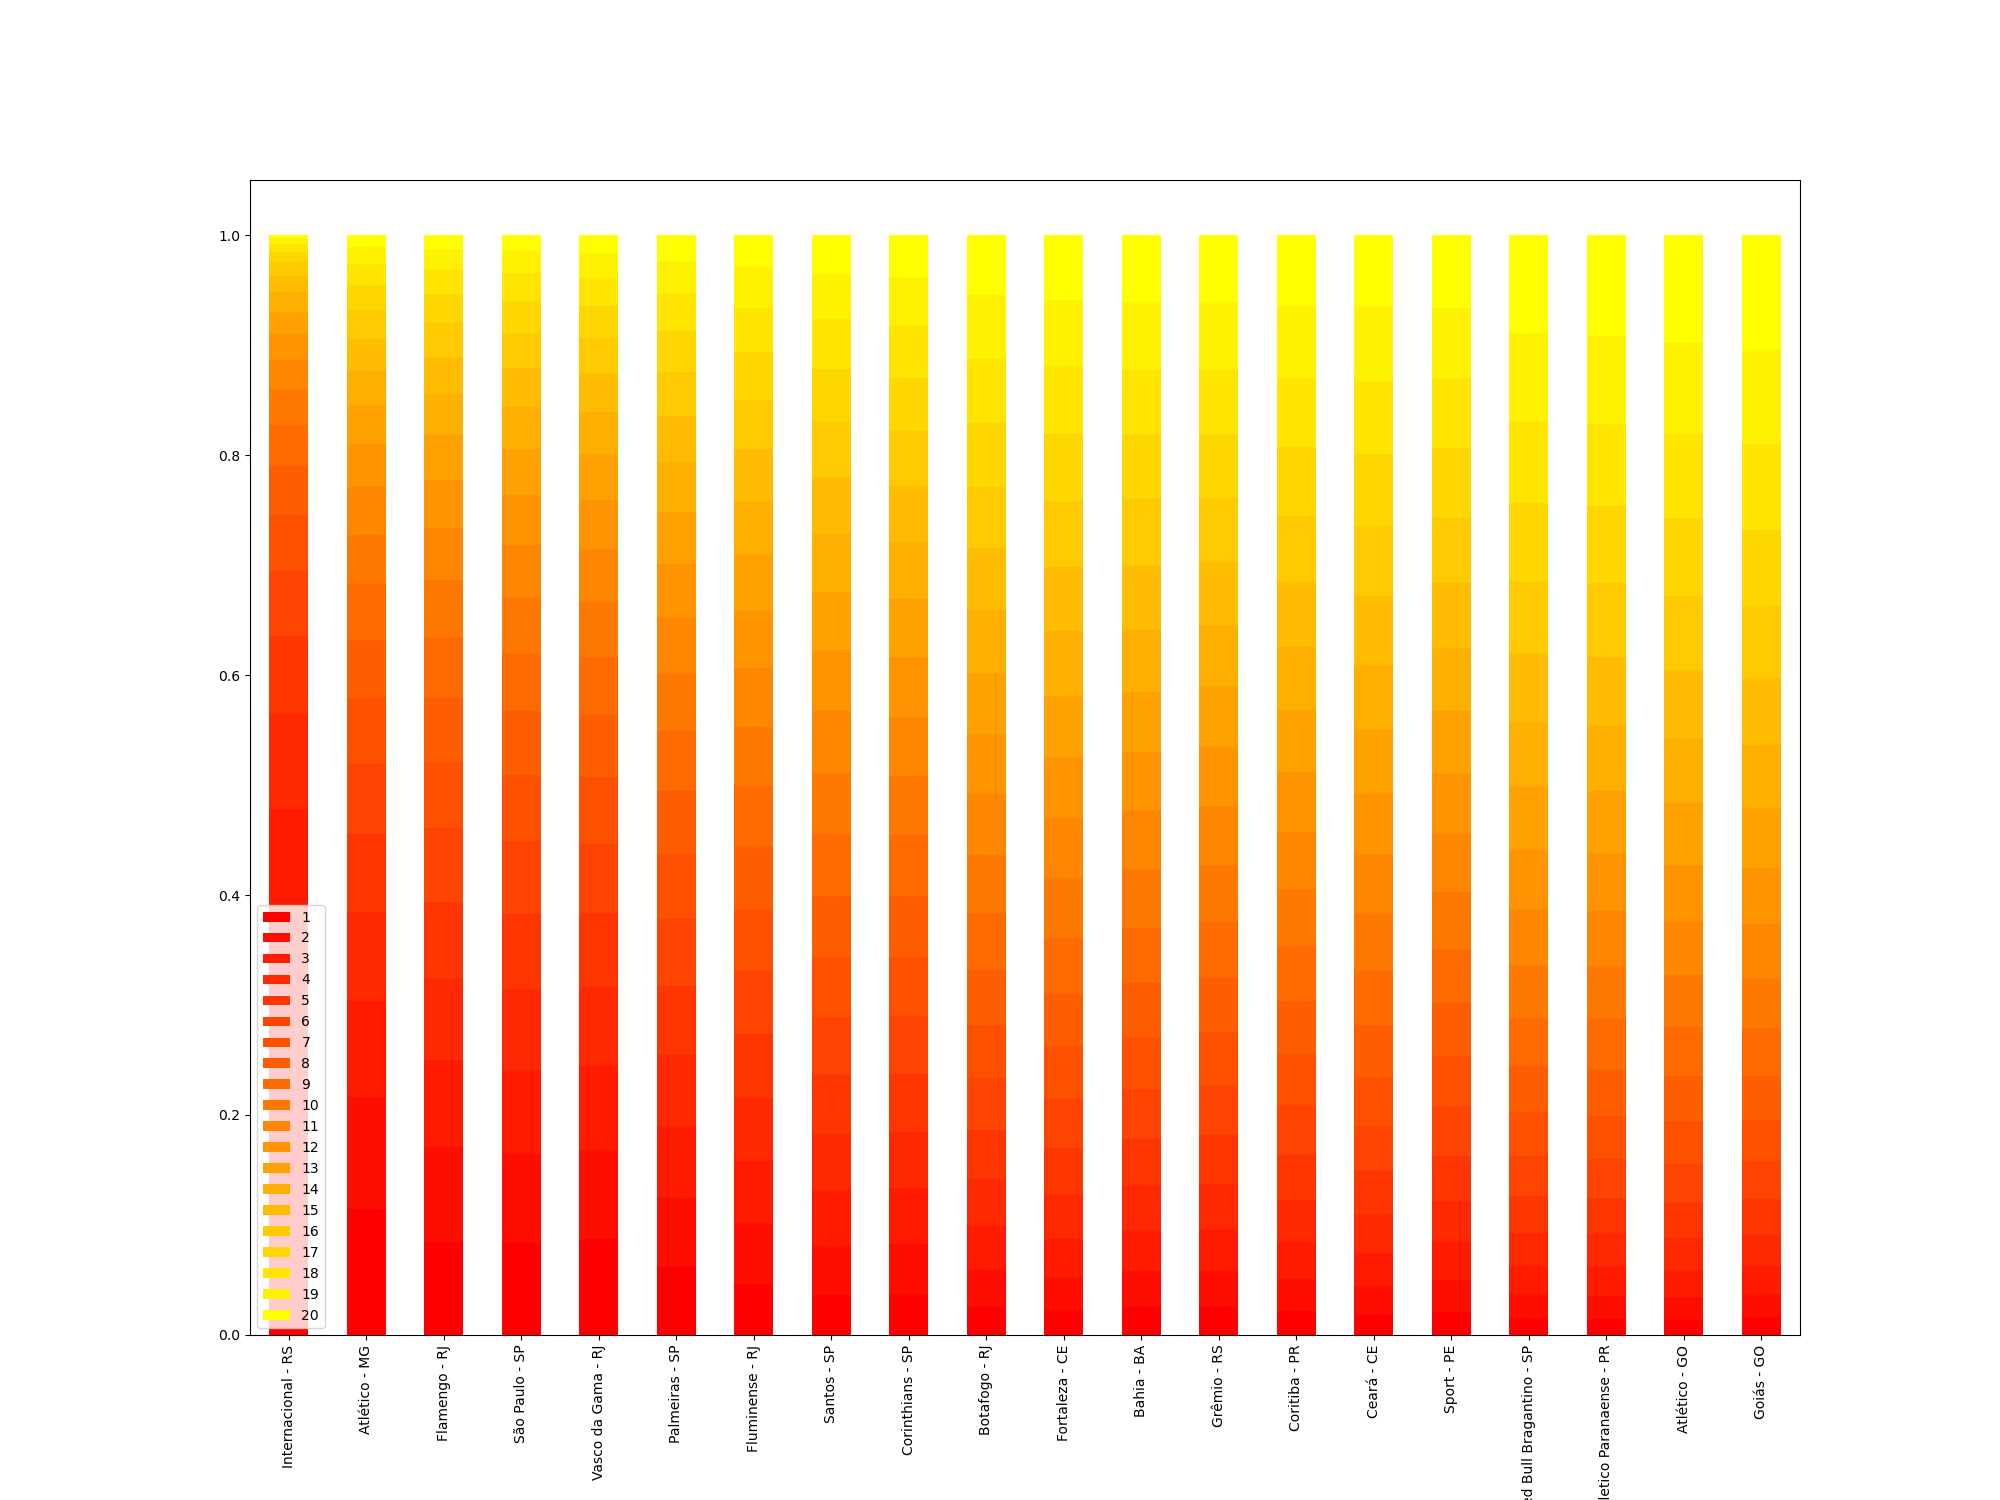 1.0
0.8
0.6
0.4
0.2
0.0
1
2
3
4
5
6
7
8
9
10
11
12
13
14
15
16
17
18
19
20
Internacional - RS
Atlético - MG
Flamengo - RJ
São Paulo - SP
Vasco da Gama - RJ
Palmeiras - SP
Fluminense - RJ
Santos - SP
Corinthians - SP
Botafogo - RJ
Fortaleza - CE
Bahia - BA
Grêmio - RS
Coritiba - PR
Ceará - CE
Sport - PE
Bull Bragantino - SP
Paranaense - PR
Atlético - GO
Goiás - GO